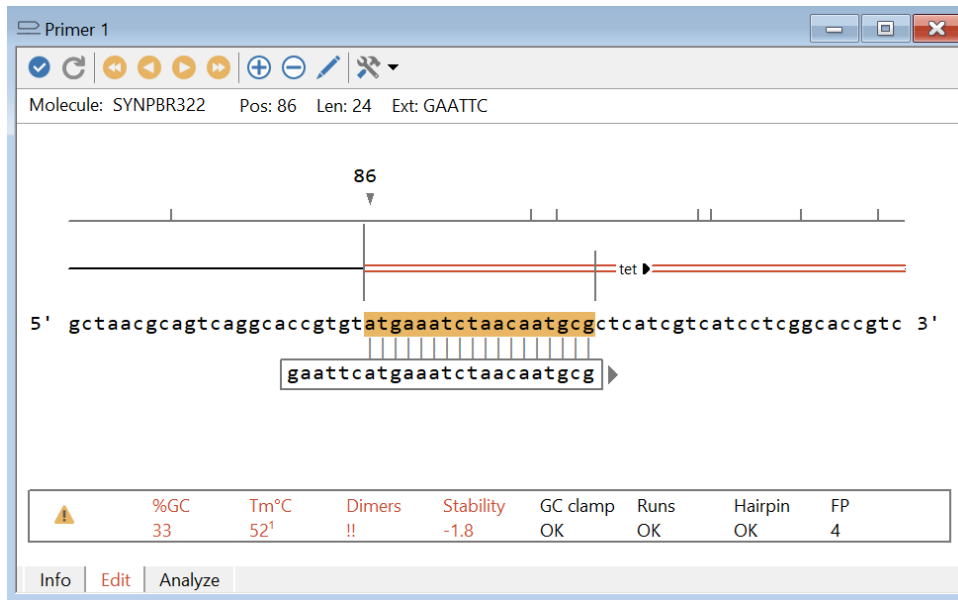 Primer 1
Molecule: SYNPBR322 Pos: 86 Len: 24 Ext: GAATTC
86
tet
5' gctaacgcagtcaggcaccgtgtatgaaatctaacaatgcgctcatcgtcatcctcggcaccgtc 3'
gaattcatgaaatctaacaatgcg
%GC Tm°C Dimers Stability GC clamp Runs Hairpin FP
33 52¹ !! -1.8 OK OK OK 4
Info Edit Analyze